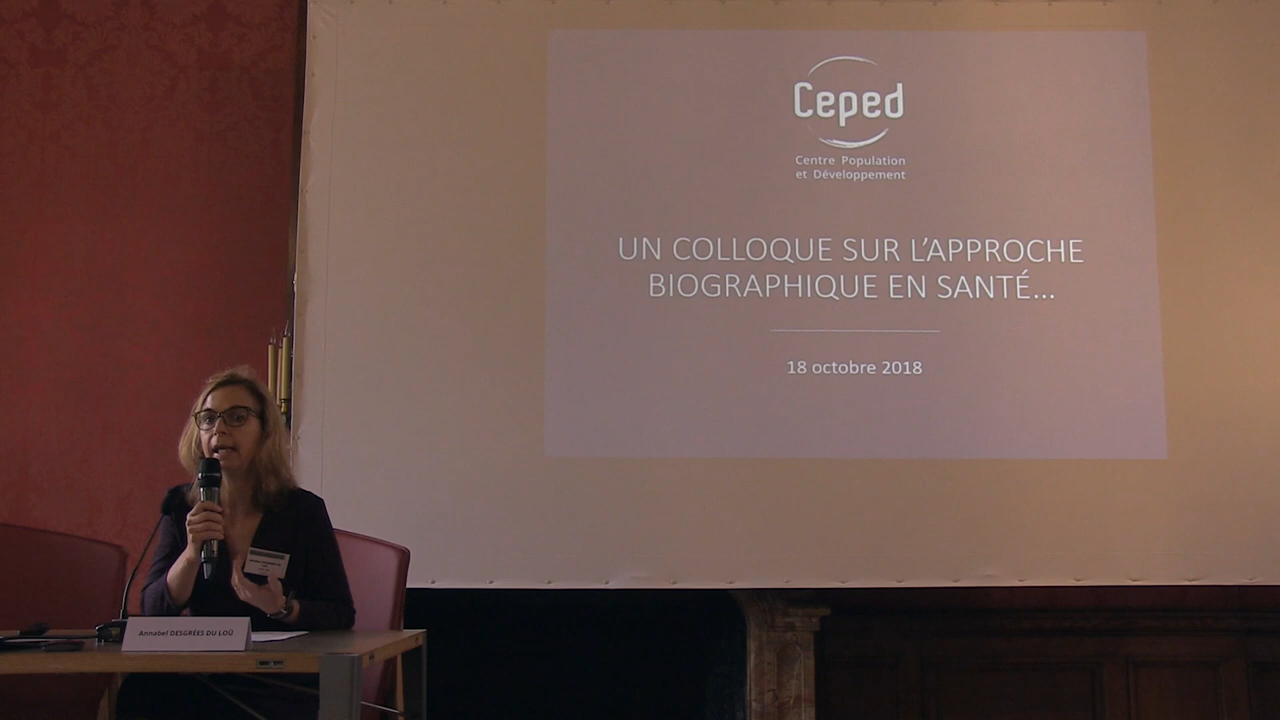 Ceped
Centre Population
et Développement
UN COLLOQUE SUR L'APPROCHE
BIOGRAPHIQUE EN SANTÉ...
18 octobre 2018
Annabel DESGRÉES DU LOÛ